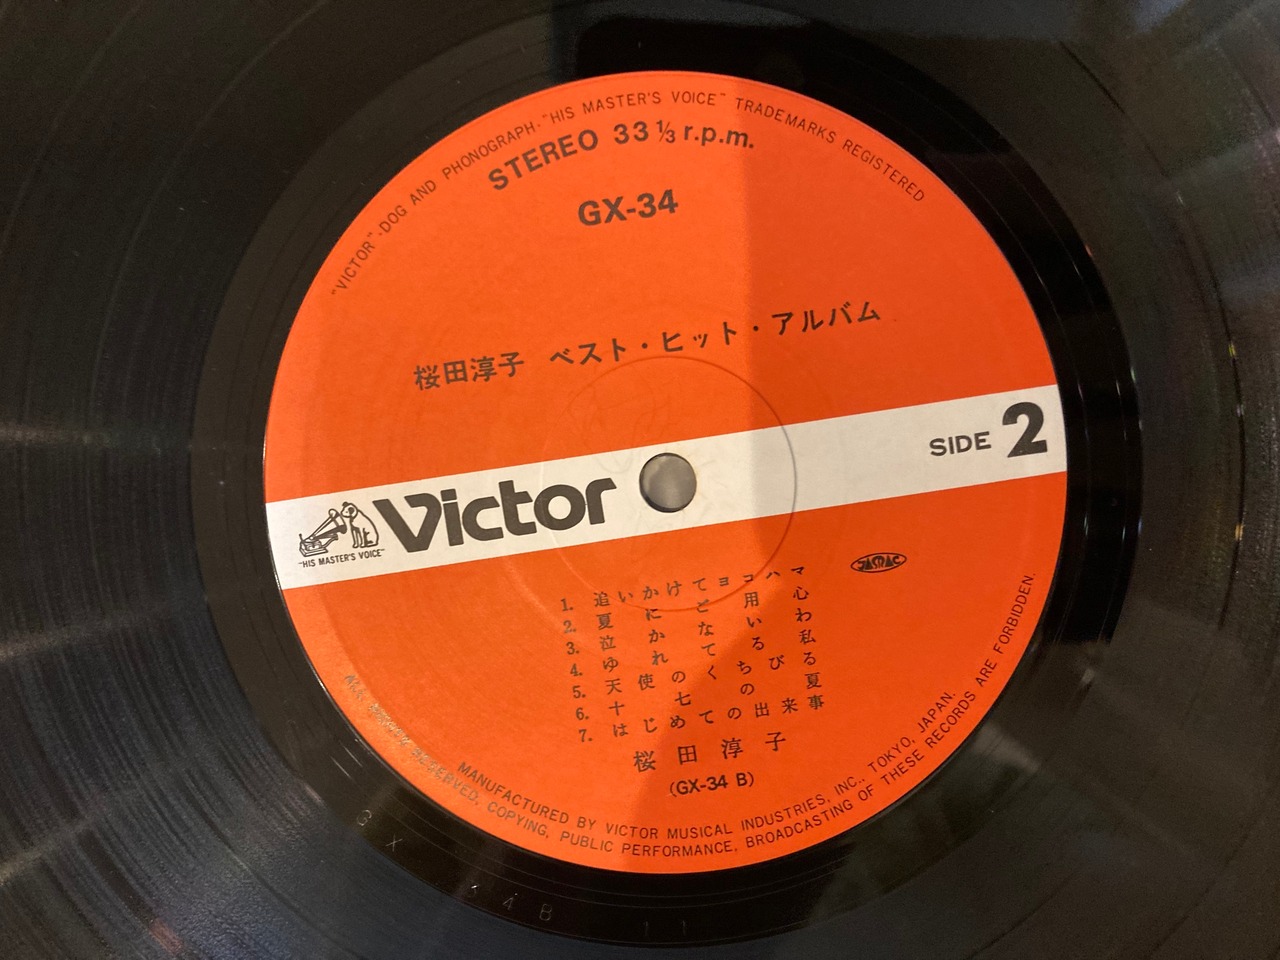 "VICTOR"-DOG AND PHONOGRAPH-"HIS MASTER'S VOICE" TRADEMARKS REGISTERED
STEREO 33⅓ r.p.m.
GX-34
桜田淳子 ベスト・ヒット・アルバム
SIDE 2
Victor
"HIS MASTER'S VOICE"
JASRAC
1. 追いかけてヨコハマ
2. 夏にご用心
3. 泣かないわ
4. ゆれてる私
5. 天使のくちびる
6. 十七の夏
7. はじめての出来事
桜田淳子
(GX-34 B)
MANUFACTURED BY VICTOR MUSICAL INDUSTRIES, INC., TOKYO, JAPAN.
RESERVED; COPYING, PUBLIC PERFORMANCE, BROADCASTING OF THESE RECORDS ARE FORBIDDEN.
GX 34B 11